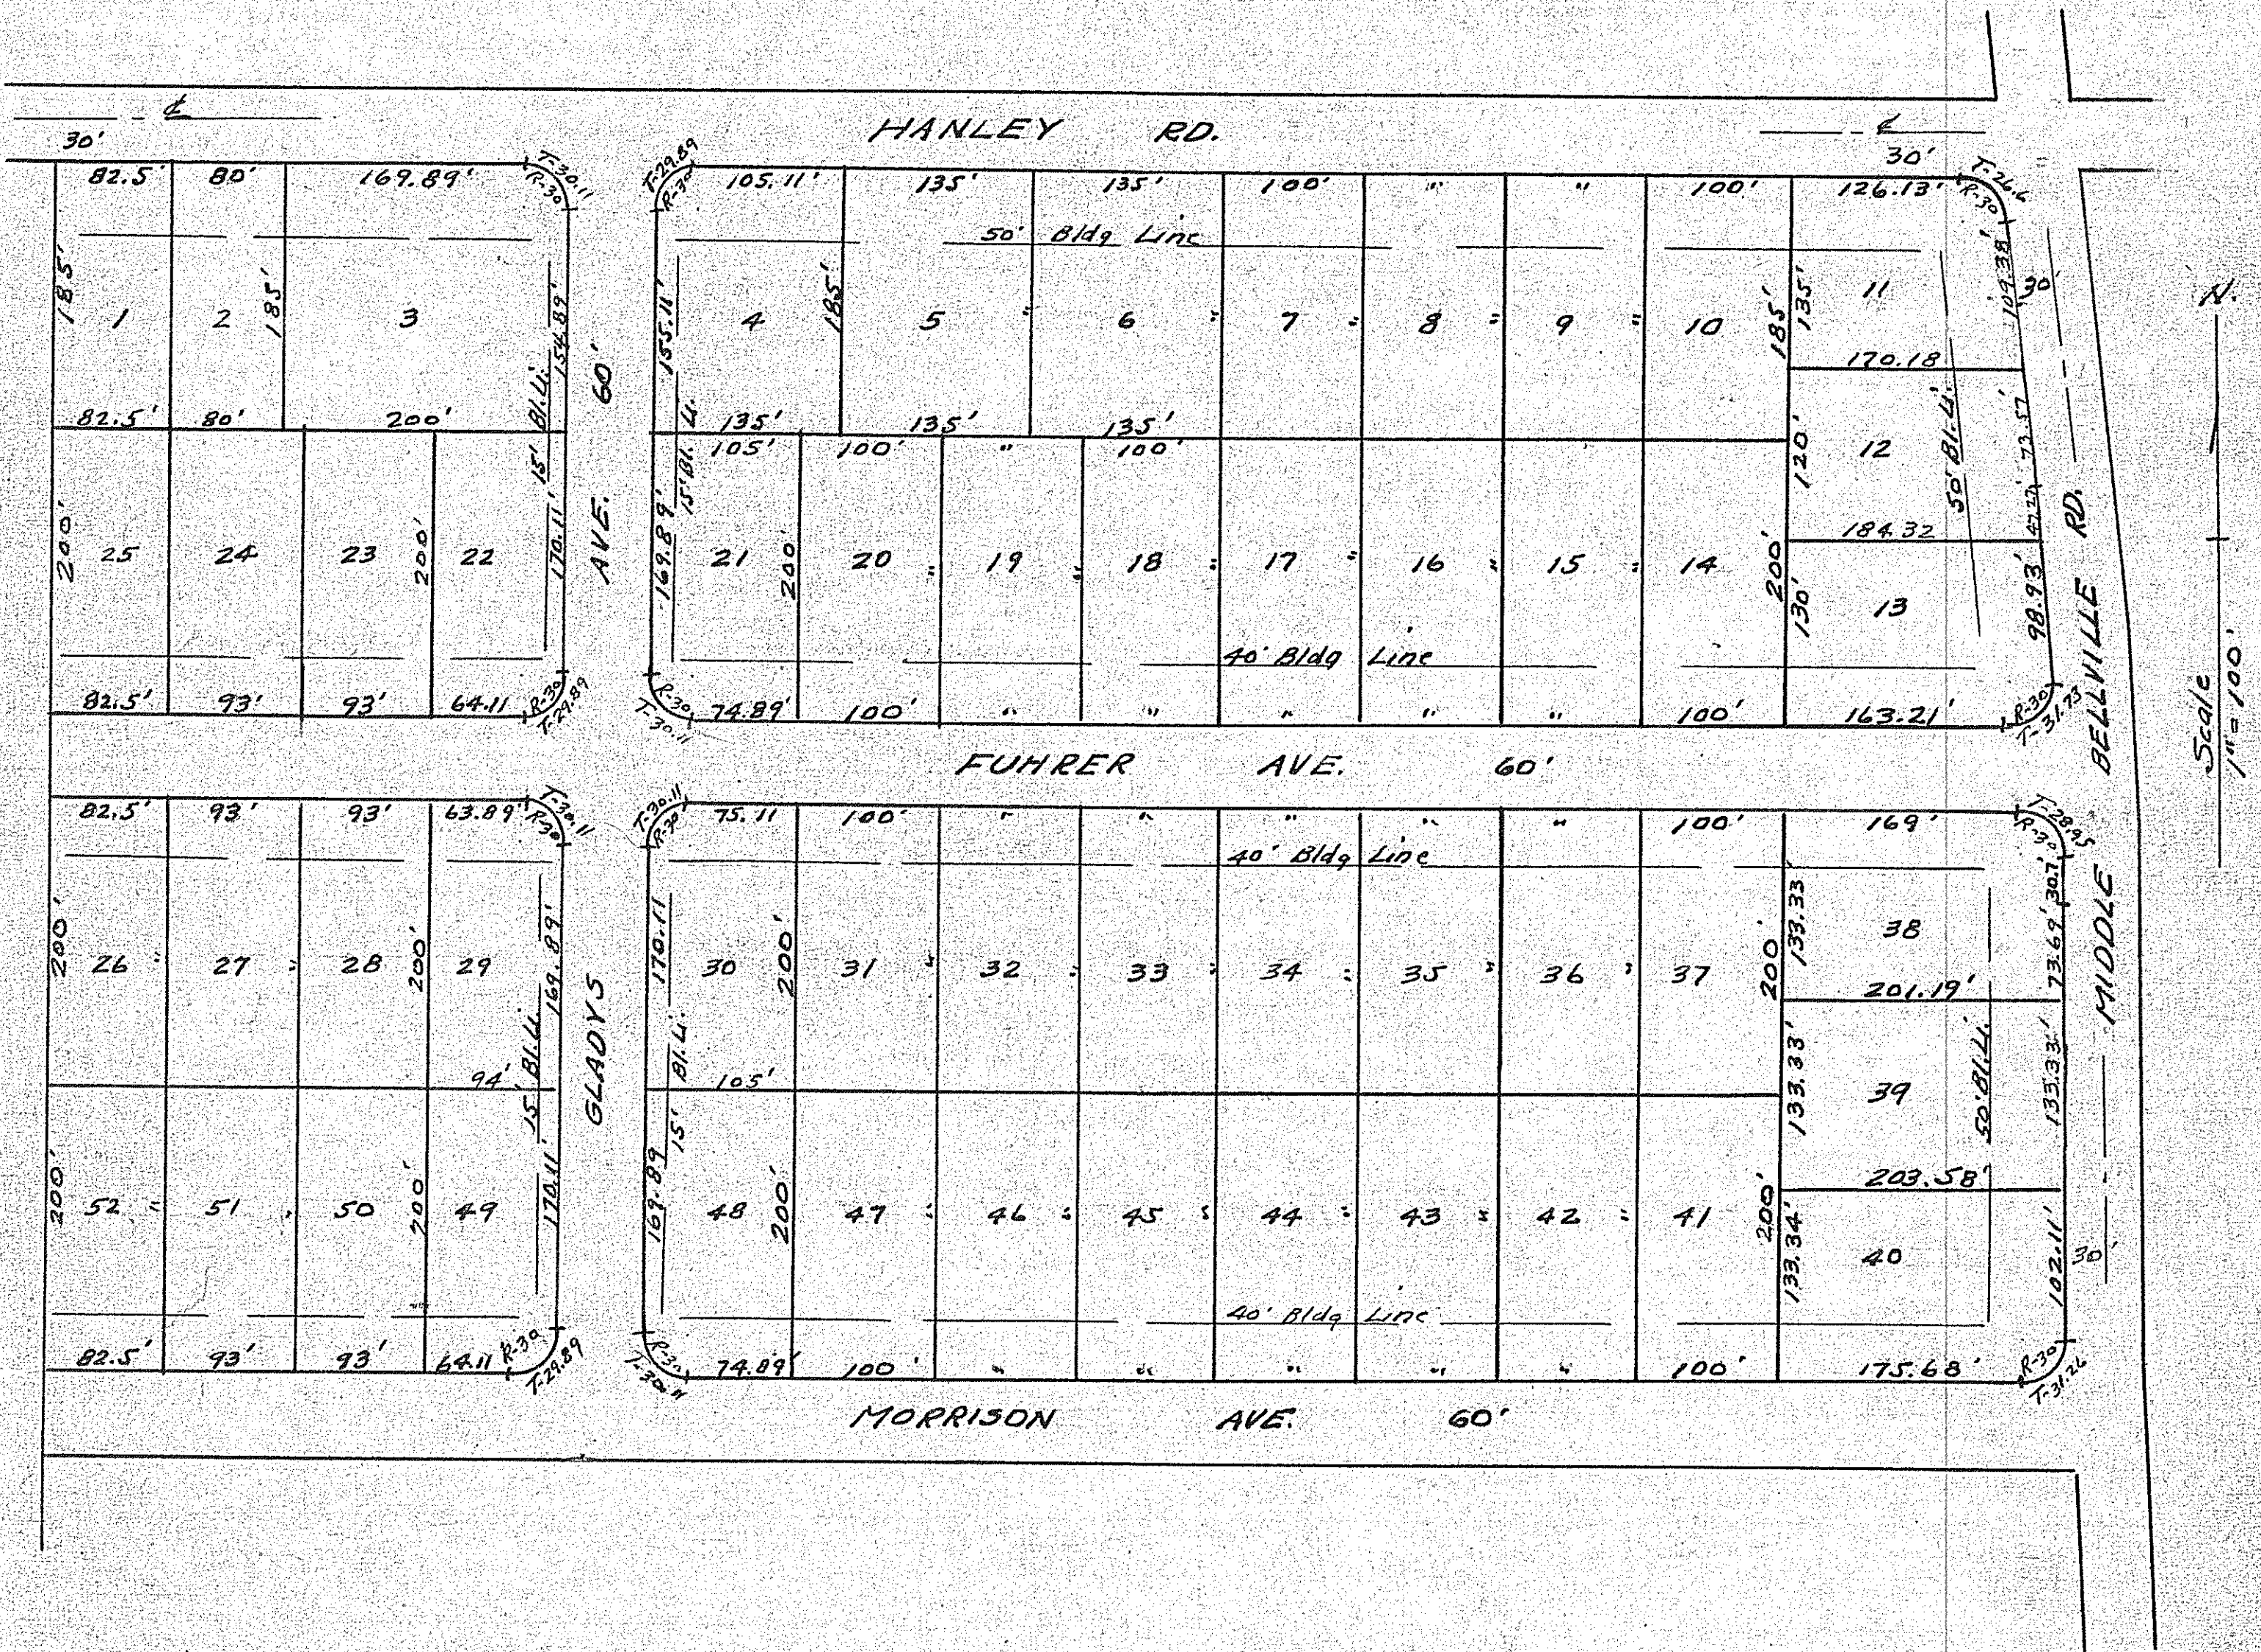 HANLEY RD.
30'
30'
82.5' 80' 169.89' T-30.11 R-30
T-29.89 R-30 105.11' 135' 135' 100' " " 100' 126.13' T-26.6 R-30
50' Bldg Line
185' 1 2 185' 3 154.89' 15' Bl.Li.
155.11' 4 185' 5 " 6 " 7 " 8 " 9 " 10 185' 135' 11 109.38' 30'
170.18
82.5' 80' 200'
135' 135' 135'
15' Bl. Li. 105' 100' " 100'
120' 12 50' Bl.Li. 73.57'
47.27'
184.32
200' 25 24 23 200' 22 170.11'
169.89' 21 200' 20 " 19 " 18 " 17 " 16 " 15 " 14 200' 130' 13 98.93'
40' Bldg Line
82.5' 93' 93' 64.11 R-30 T-29.89
R-30 T-30.11 74.89' 100' " " " " " 100' 163.21' R-30 T-31.73
GLADYS AVE. 60'
FUHRER AVE. 60'
MIDDLE BELLVILLE RD.
N.
Scale
1" = 100'
82.5' 93' 93' 63.89' T-30.11 R-30
T-30.11 R-30 75.11 100' " " " " " 100' 169' T-28.95 R-30
40' Bldg Line
200' 26 " 27 " 28 200' 29 169.89'
170.11 30 200' 31 " 32 " 33 " 34 " 35 " 36 " 37 200' 133.33' 38 73.69' 30.7'
201.19'
94' 15' Bl.Li.
15' Bl.Li. 105'
133.33' 39 50' Bl.Li. 133.33'
203.58'
200' 52 " 51 " 50 200' 49 170.11'
169.89 48 200' 47 " 46 " 45 " 44 " 43 " 42 " 41 200' 133.34' 40 102.11' 30'
40' Bldg Line
82.5' 93' 93' 64.11 R-30 T-29.89
R-30 T-30.11 74.89' 100' " " " " " 100' 175.68' R-30 T-31.26
MORRISON AVE. 60'